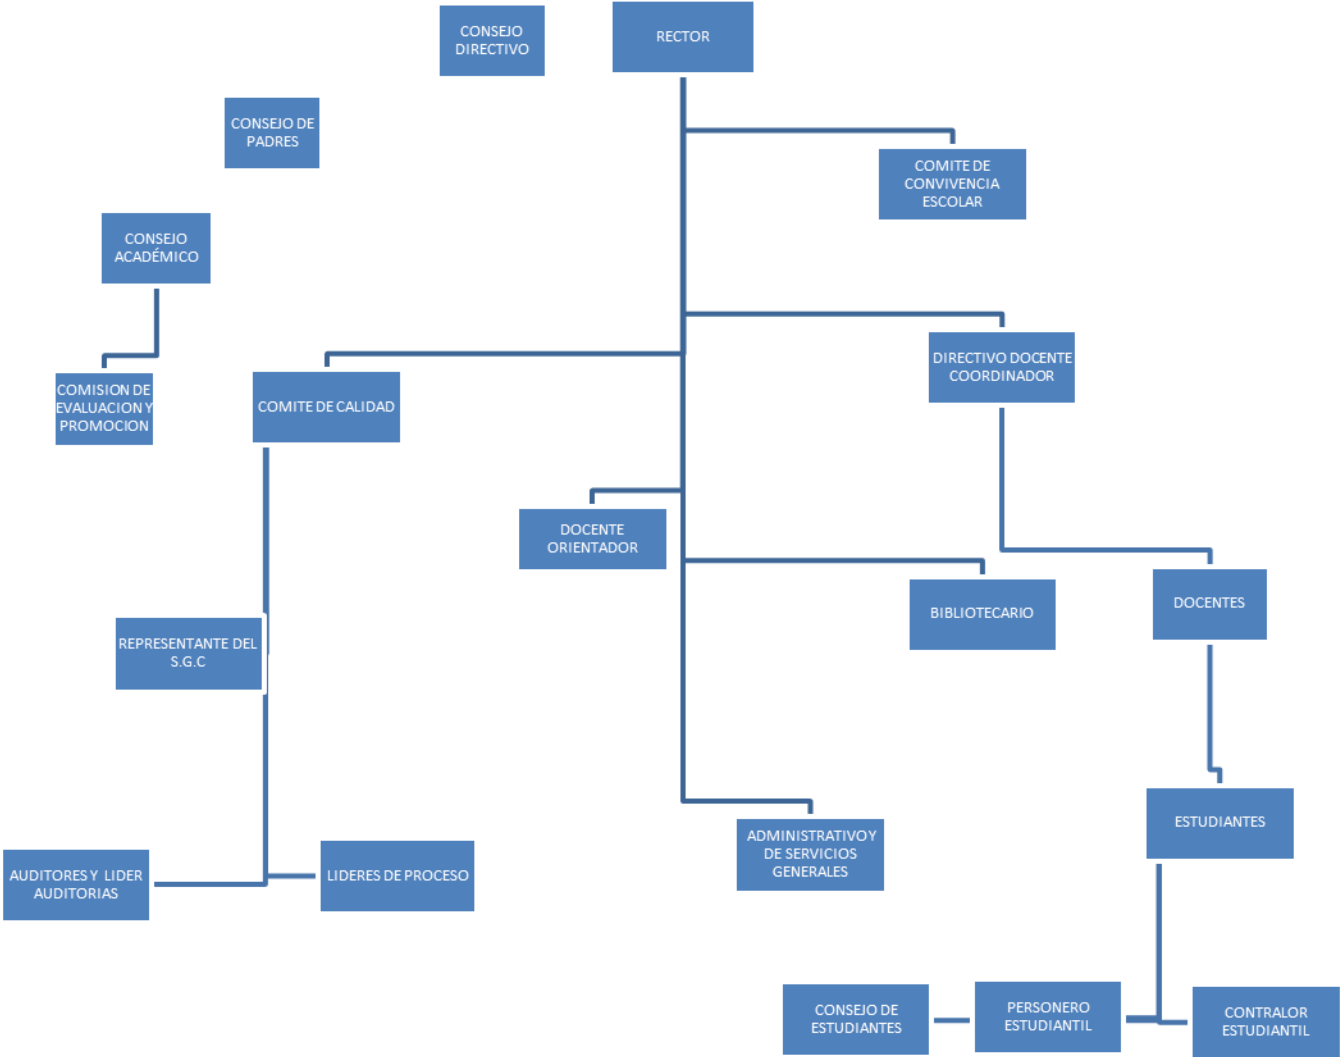 CONSEJO
DIRECTIVO
RECTOR
CONSEJO DE
PADRES
COMITE DE
CONVIVENCIA
ESCOLAR
CONSEJO
ACADÉMICO
DIRECTIVO DOCENTE
COORDINADOR
COMISION DE
EVALUACION Y
PROMOCION
COMITE DE CALIDAD
DOCENTE
ORIENTADOR
BIBLIOTECARIO
DOCENTES
REPRESENTANTE DEL
S.G.C
ESTUDIANTES
ADMINISTRATIVO Y
DE SERVICIOS
GENERALES
AUDITORES Y LIDER
AUDITORIAS
LIDERES DE PROCESO
CONSEJO DE
ESTUDIANTES
PERSONERO
ESTUDIANTIL
CONTRALOR
ESTUDIANTIL